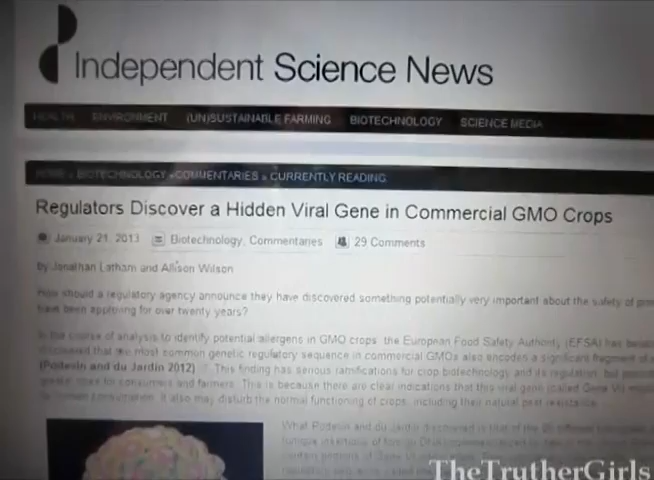 Independent Science News
HEALTH ENVIRONMENT (UN)SUSTAINABLE FARMING BIOTECHNOLOGY SCIENCE MEDIA
HOME » BIOTECHNOLOGY » COMMENTARIES » CURRENTLY READING
Regulators Discover a Hidden Viral Gene in Commercial GMO Crops
January 21, 2013 Biotechnology, Commentaries 29 Comments
By Jonathan Latham and Allison Wilson
How should a regulatory agency announce they have discovered something potentially very important about the safety of
have been approving for over twenty years?
In the course of analysis to identify potential allergens in GMO crops, the European Food Safety Authority (EFSA) has
discovered that the most common genetic regulatory sequence in commercial GMOs also encodes a significant fragment of
(Podevin and du Jardin 2012) This finding has serious ramifications for crop biotechnology and its regulation, but
for consumers and farmers. This is because there are clear indications that this viral gene (called Gene VI)
It also may disturb the normal functioning of crops, including their natural pest resistance.
What Podevin and du Jardin discovered is that of the
TheTrutherGirls